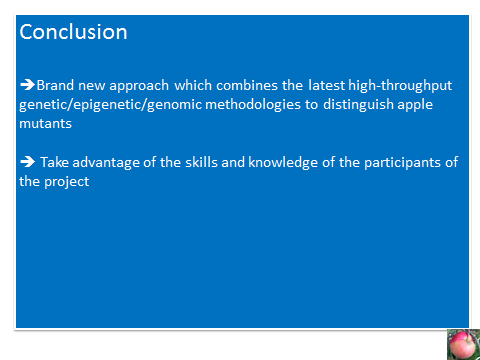 Conclusion
➔Brand new approach which combines the latest high-throughput
genetic/epigenetic/genomic methodologies to distinguish apple
mutants
➔ Take advantage of the skills and knowledge of the participants of
the project